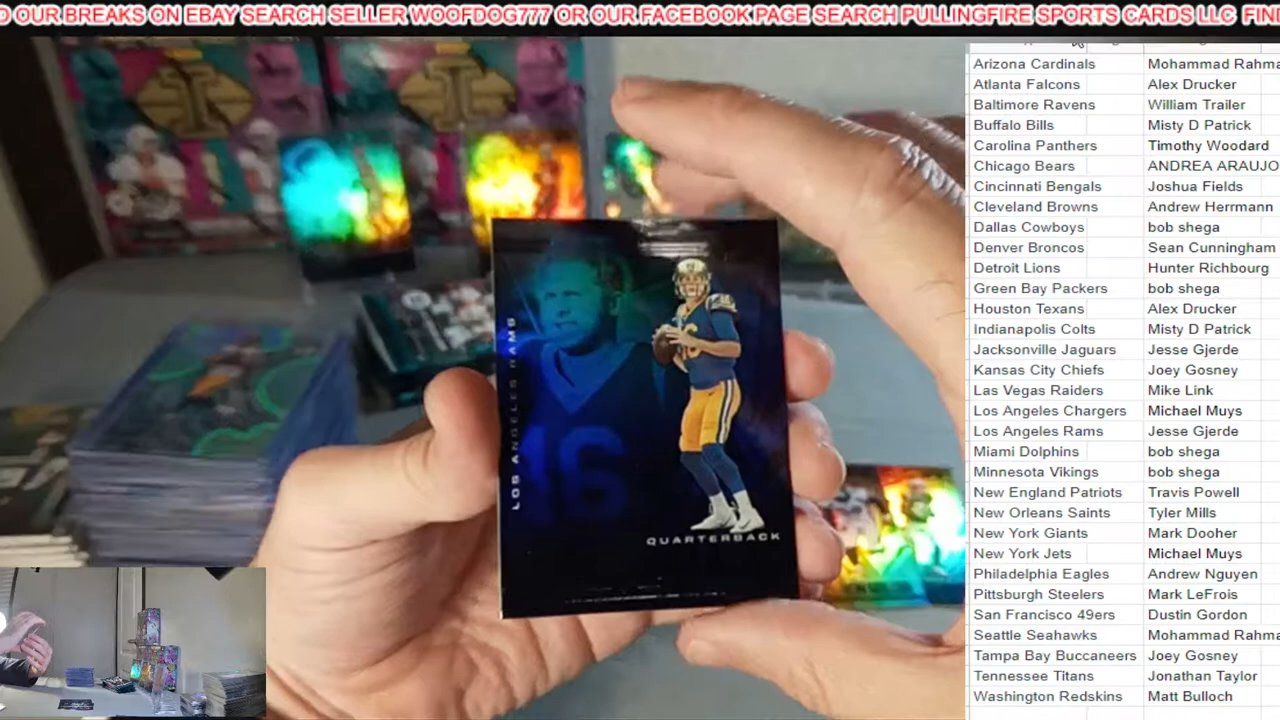 D OUR BREAKS ON EBAY SEARCH SELLER WOOFDOG777 OR OUR FACEBOOK PAGE SEARCH PULLINGFIRE SPORTS CARDS LLC FIN
Arizona Cardinals Mohammad Rahma
Atlanta Falcons Alex Drucker
Baltimore Ravens William Trailer
Buffalo Bills Misty D Patrick
Carolina Panthers Timothy Woodard
Chicago Bears ANDREA ARAUJO
Cincinnati Bengals Joshua Fields
Cleveland Browns Andrew Herrmann
Dallas Cowboys bob shega
Denver Broncos Sean Cunningham
Detroit Lions Hunter Richbourg
Green Bay Packers bob shega
Houston Texans Alex Drucker
Indianapolis Colts Misty D Patrick
Jacksonville Jaguars Jesse Gjerde
Kansas City Chiefs Joey Gosney
Las Vegas Raiders Mike Link
Los Angeles Chargers Michael Muys
Los Angeles Rams Jesse Gjerde
Miami Dolphins bob shega
Minnesota Vikings bob shega
New England Patriots Travis Powell
New Orleans Saints Tyler Mills
New York Giants Mark Dooher
New York Jets Michael Muys
Philadelphia Eagles Andrew Nguyen
Pittsburgh Steelers Mark LeFrois
San Francisco 49ers Dustin Gordon
Seattle Seahawks Mohammad Rahma
Tampa Bay Buccaneers Joey Gosney
Tennessee Titans Jonathan Taylor
Washington Redskins Matt Bulloch
LOS ANGELES RAMS
16
16
QUARTERBACK